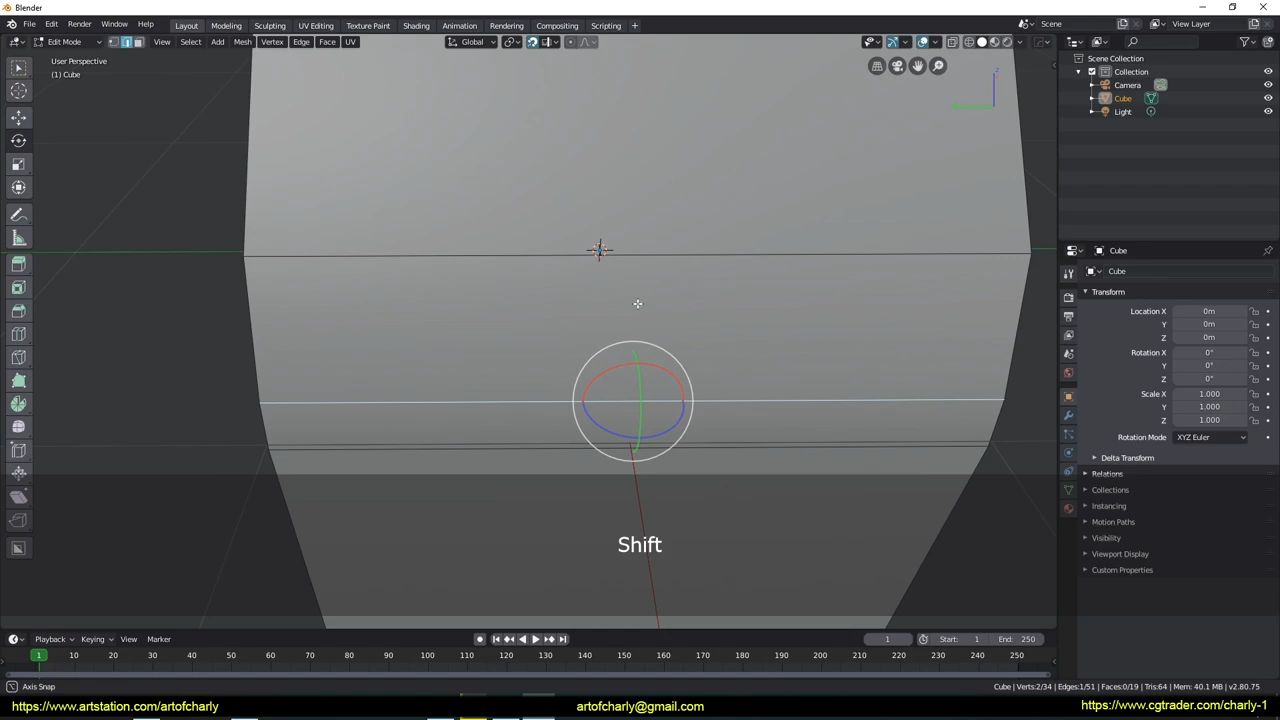 Blender
File Edit Render Window Help Layout Modeling Sculpting UV Editing Texture Paint Shading Animation Rendering Compositing Scripting + Scene View Layer
Edit Mode View Select Add Mesh Vertex Edge Face UV Global
User Perspective
(1) Cube
Z
Scene Collection
Collection
Camera
Cube
Light
Cube
Cube
Transform
Location X 0m
Y 0m
Z 0m
Rotation X 0°
Y 0°
Z 0°
Scale X 1.000
Y 1.000
Z 1.000
Rotation Mode XYZ Euler
Delta Transform
Relations
Collections
Instancing
Motion Paths
Visibility
Viewport Display
Custom Properties
Shift
Playback Keying View Marker 1 Start: 1 End: 250
1 10 20 30 40 50 60 70 80 90 100 110 120 130 140 150 160 170 180 190 200 210 220 230 240 250
Axis Snap Cube | Verts:2/34 | Edges:1/51 | Faces:0/19 | Tris:64 | Mem: 40.1 MB | v2.80.75
https://www.artstation.com/artofcharly artofcharly@gmail.com https://www.cgtrader.com/charly-1